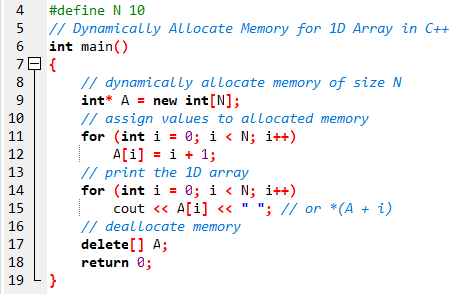 4 #define N 10
5 // Dynamically Allocate Memory for 1D Array in C++
6 int main()
7 {
8 // dynamically allocate memory of size N
9 int* A = new int[N];
10 // assign values to allocated memory
11 for (int i = 0; i < N; i++)
12 A[i] = i + 1;
13 // print the 1D array
14 for (int i = 0; i < N; i++)
15 cout << A[i] << " "; // or *(A + i)
16 // deallocate memory
17 delete[] A;
18 return 0;
19 }